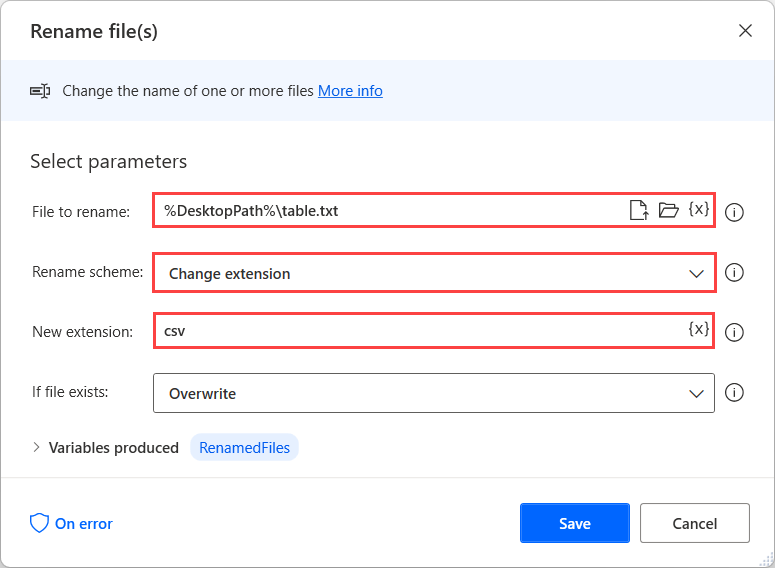 Rename file(s)
Change the name of one or more files More info
Select parameters
File to rename: %DesktopPath%\table.txt {x}
Rename scheme: Change extension
New extension: csv {x}
If file exists: Overwrite
Variables produced RenamedFiles
On error Save Cancel